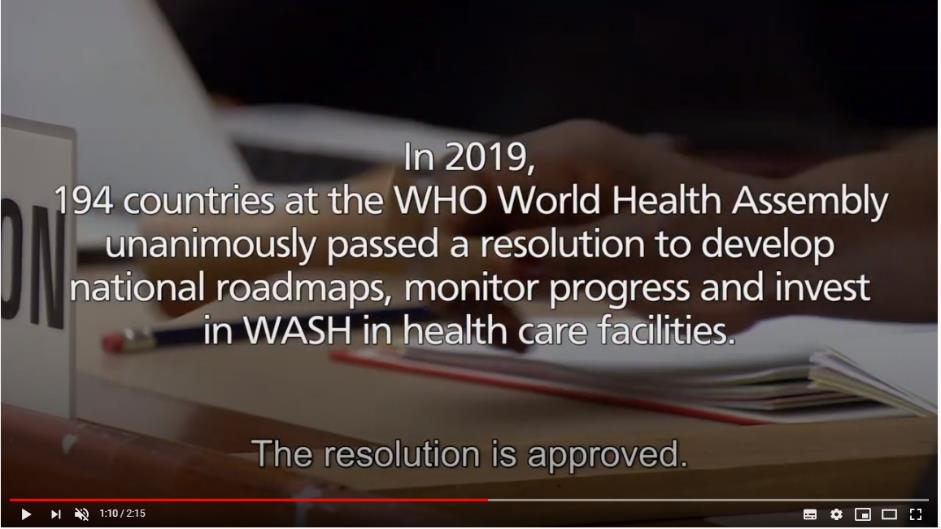 In 2019,
194 countries at the WHO World Health Assembly
unanimously passed a resolution to develop
national roadmaps, monitor progress and invest
in WASH in health care facilities.
ON
The resolution is approved.
1:10 / 2:15